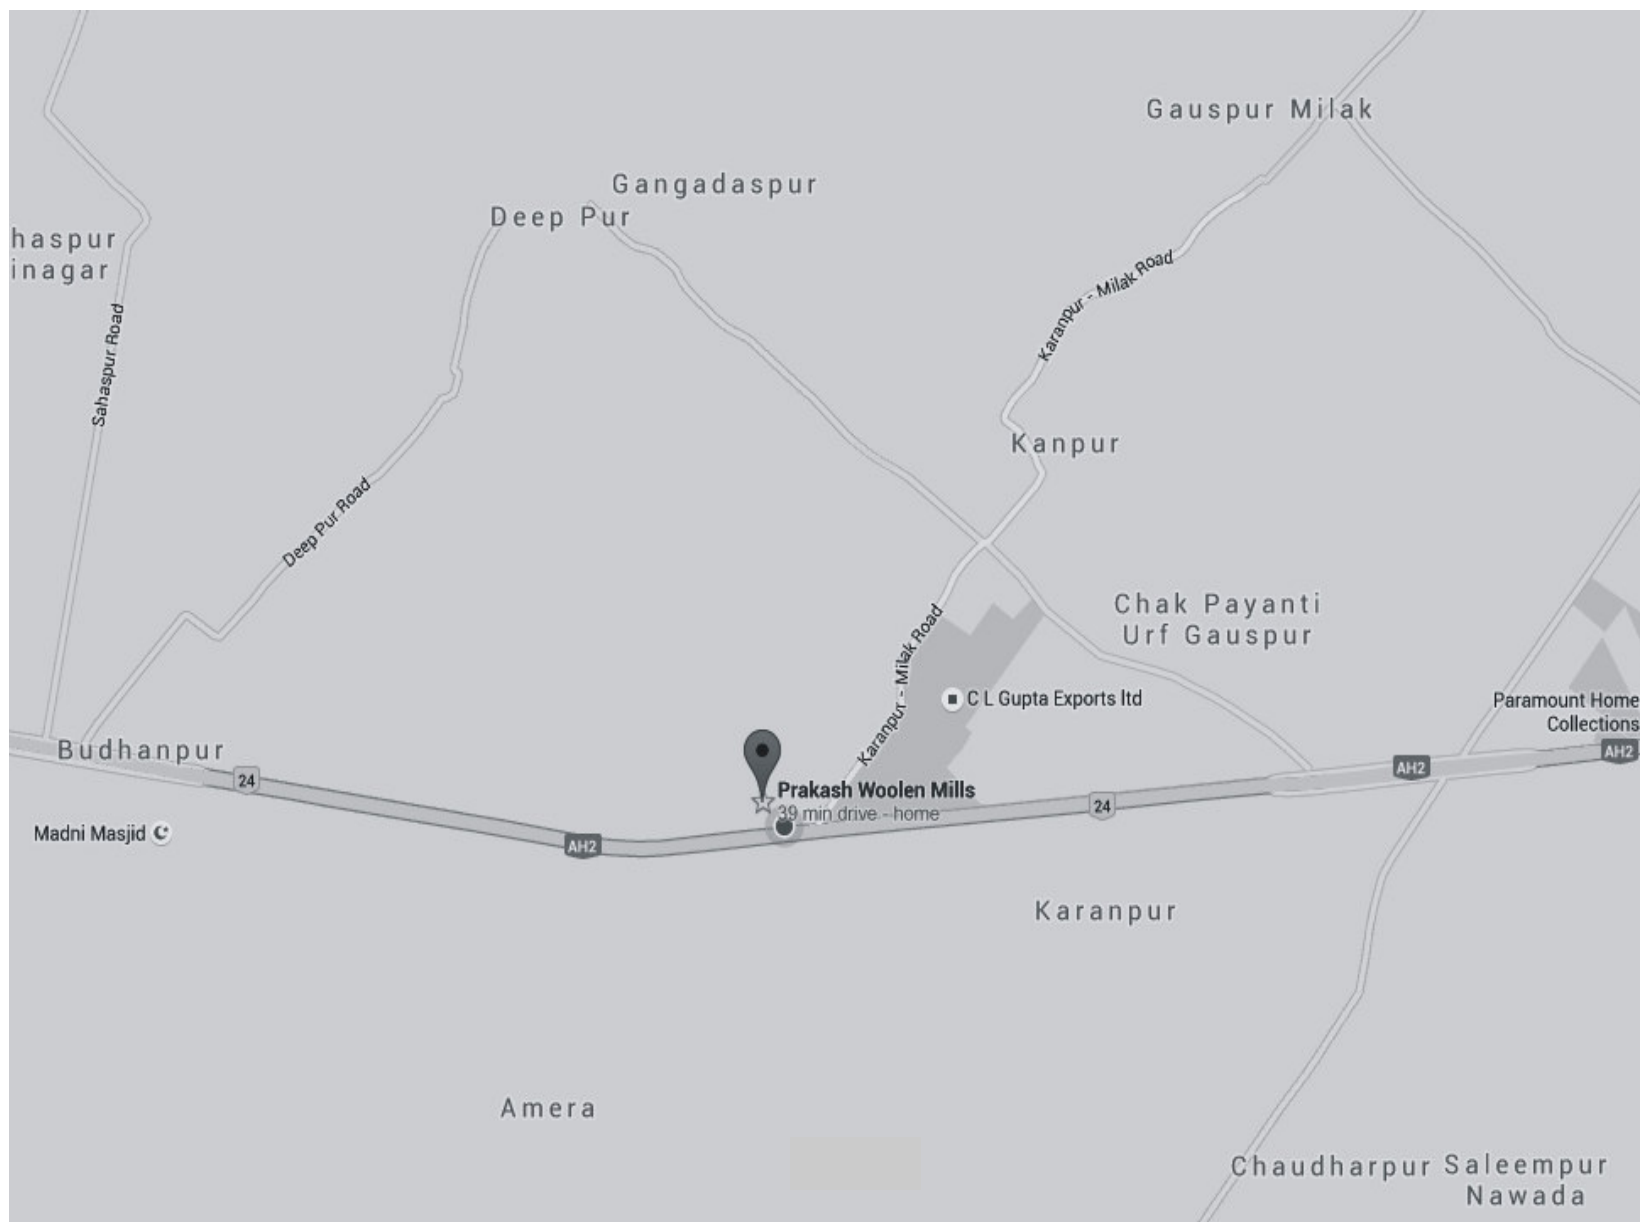 Gauspur Milak
Gangadaspur
Deep Pur
haspur
inagar
Karanpur - Milak Road
Sahaspur Road
Kanpur
Deep Pur Road
Chak Payanti
Urf Gauspur
Karanpur - Milak Road
C L Gupta Exports ltd
Paramount Home
Collections
Budhanpur
AH2
AH2
24
Prakash Woolen Mills
39 min drive - home
24
Madni Masjid
AH2
Karanpur
Amera
Chaudharpur
Saleempur
Nawada